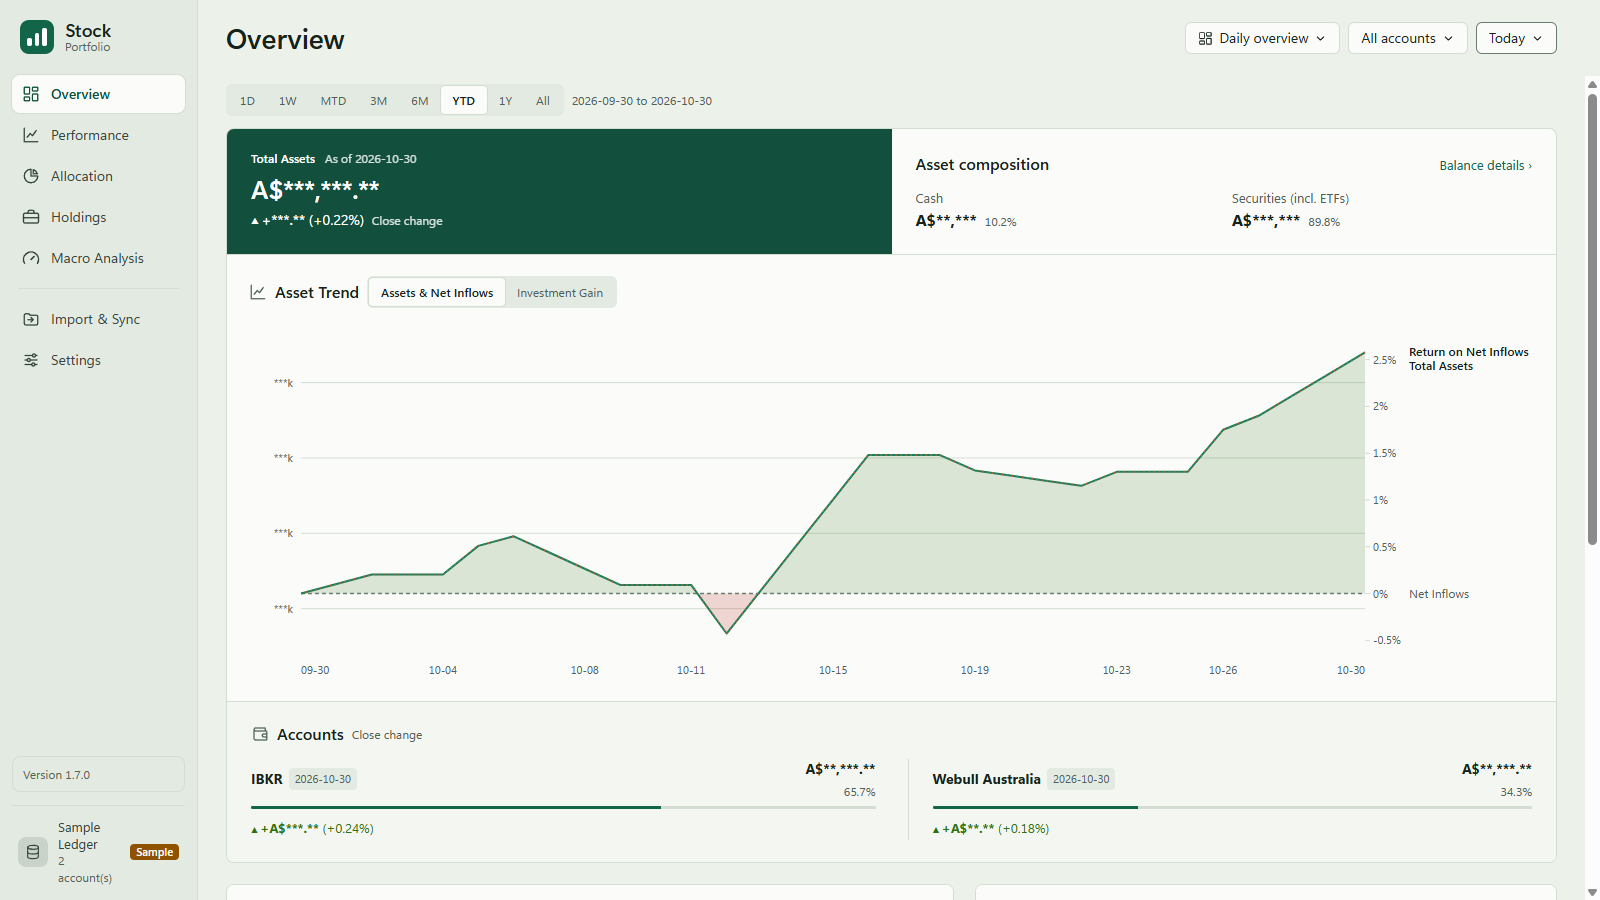 Stock
Portfolio
Overview
Performance
Allocation
Holdings
Macro Analysis
Import & Sync
Settings
Version 1.7.0
Sample
Ledger
2
account(s)
Sample
Overview
Daily overview
All accounts
Today
1D 1W MTD 3M 6M YTD 1Y All 2026-09-30 to 2026-10-30
Total Assets As of 2026-10-30
A$***,***.**
▲ +***.** (+0.22%) Close change
Asset composition
Balance details ›
Cash
A$**,*** 10.2%
Securities (incl. ETFs)
A$***,*** 89.8%
Asset Trend
Assets & Net Inflows
Investment Gain
***k
***k
***k
***k
2.5%
2%
1.5%
1%
0.5%
0%
-0.5%
Return on Net Inflows
Total Assets
Net Inflows
09-30 10-04 10-08 10-11 10-15 10-19 10-23 10-26 10-30
Accounts Close change
IBKR 2026-10-30
A$**,***.**
65.7%
▲ +A$***.** (+0.24%)
Webull Australia 2026-10-30
A$**,***.**
34.3%
▲ +A$**.** (+0.18%)